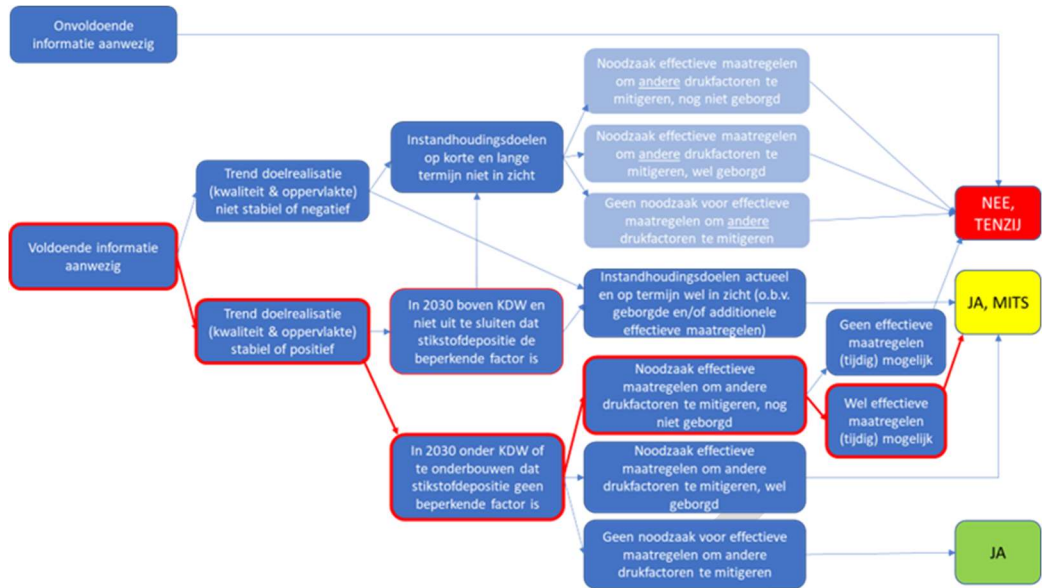 Onvoldoende
informatie aanwezig
Noodzaak effectieve maatregelen
om andere drukfactoren te
mitigeren, nog niet geborgd
Instandhoudingsdoelen
op korte en lange
termijn niet in zicht
Noodzaak effectieve maatregelen
om andere drukfactoren te
mitigeren, wel geborgd
Trend doelrealisatie
(kwaliteit & oppervlakte)
niet stabiel of negatief
Geen noodzaak voor effectieve
maatregelen om andere
drukfactoren te mitigeren
NEE,
TENZIJ
Voldoende informatie
aanwezig
Trend doelrealisatie
(kwaliteit & oppervlakte)
stabiel of positief
In 2030 boven KDW en
niet uit te sluiten dat
stikstofdepositie de
beperkende factor is
Instandhoudingsdoelen actueel
en op termijn wel in zicht (o.b.v.
geborgde en/of additionele
effectieve maatregelen)
JA, MITS
Geen effectieve
maatregelen
(tijdig) mogelijk
Noodzaak effectieve
maatregelen om andere
drukfactoren te mitigeren, nog
niet geborgd
Wel effectieve
maatregelen
(tijdig) mogelijk
In 2030 onder KDW of
te onderbouwen dat
stikstofdepositie geen
beperkende factor is
Noodzaak effectieve
maatregelen om andere
drukfactoren te mitigeren, wel
geborgd
Geen noodzaak voor effectieve
maatregelen om andere
drukfactoren te mitigeren
JA